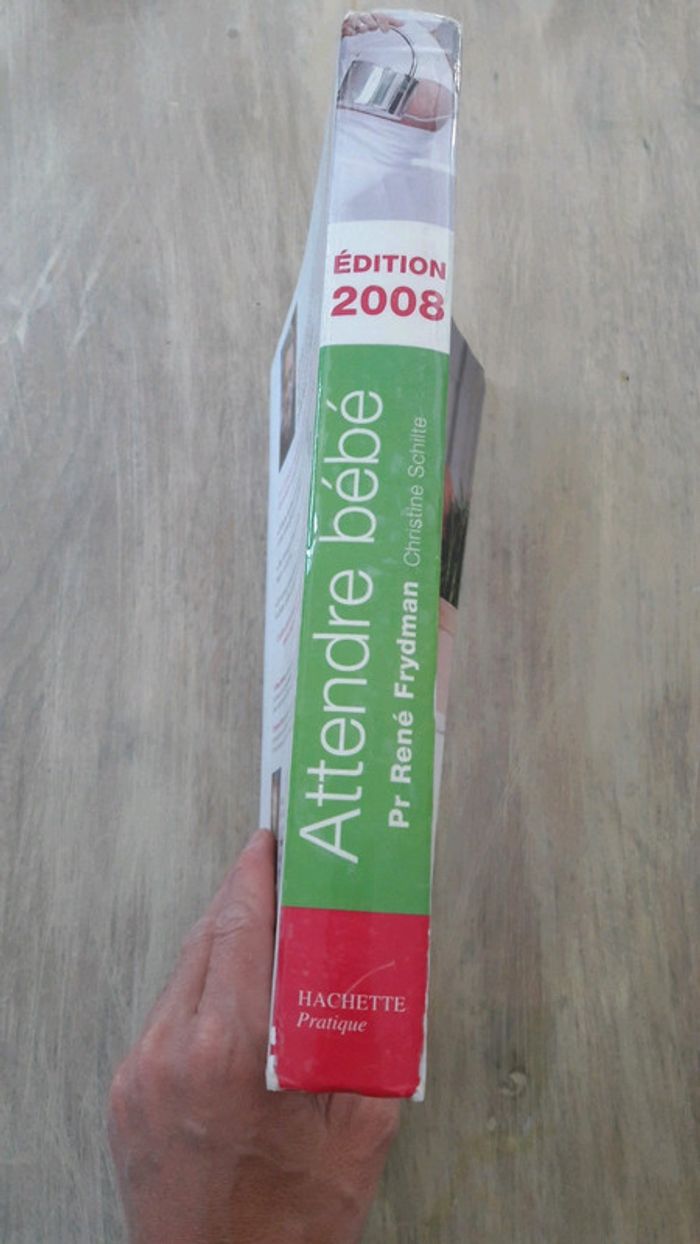 ÉDITION
2008
Attendre bébé
Pr René Frydman Christine Schilte
HACHETTE
Pratique